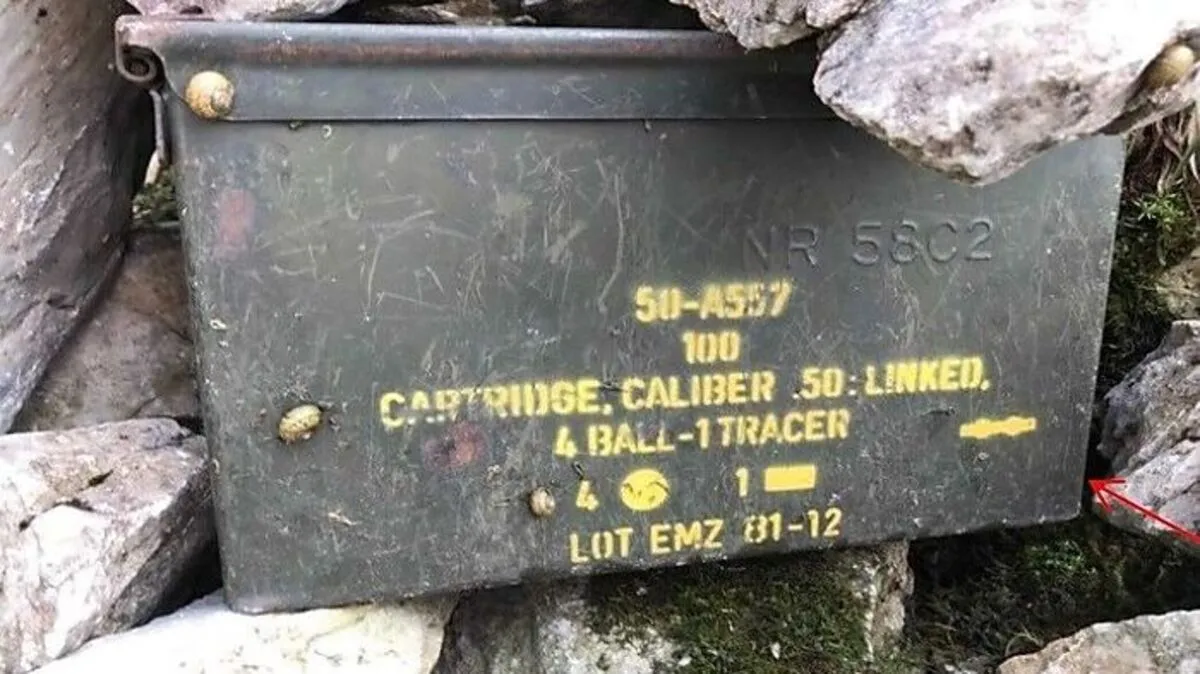 NR 58C2
50-A557
100
CARTRIDGE, CALIBER .50: LINKED,
4 BALL-1 TRACER
4 1
LOT EMZ 81-12